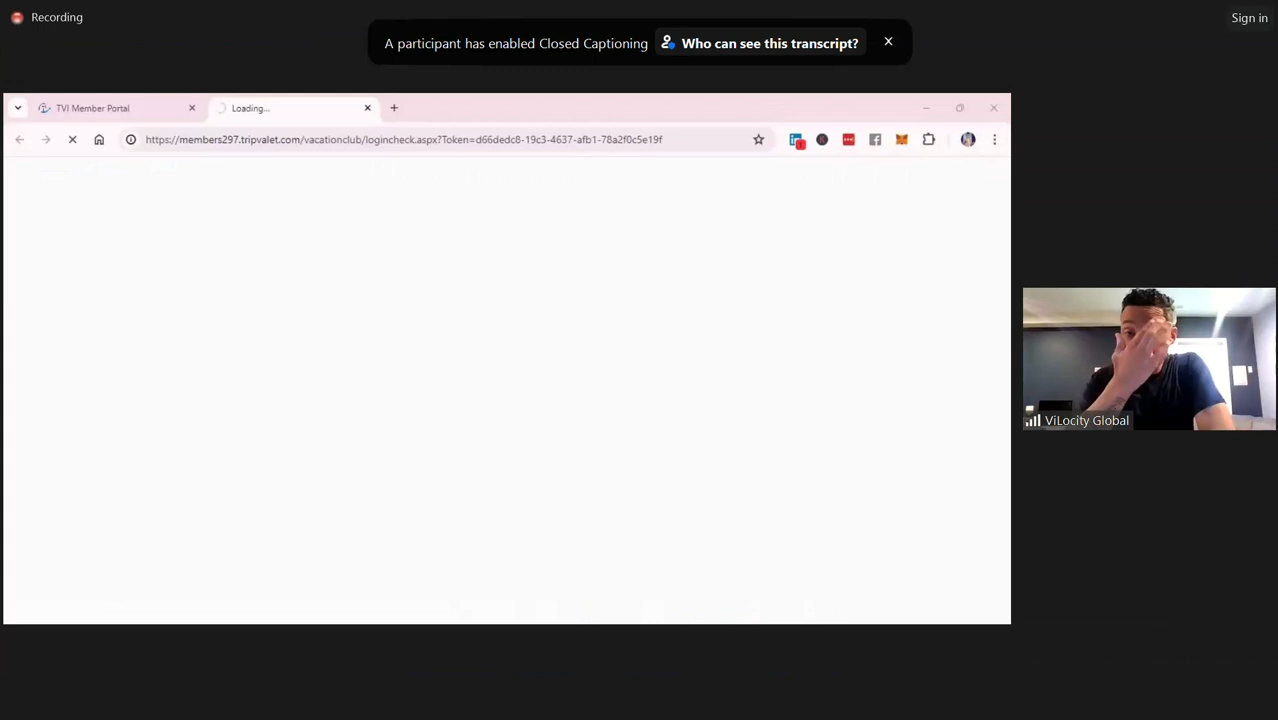 Recording
Sign in
A participant has enabled Closed Captioning
Who can see this transcript?
TVI Member Portal
Loading...
https://members297.tripvalet.com/vacationclub/logincheck.aspx?Token=d66dedc8-19c3-4637-afb1-78a2f0c5e19f
1
ViLocity Global